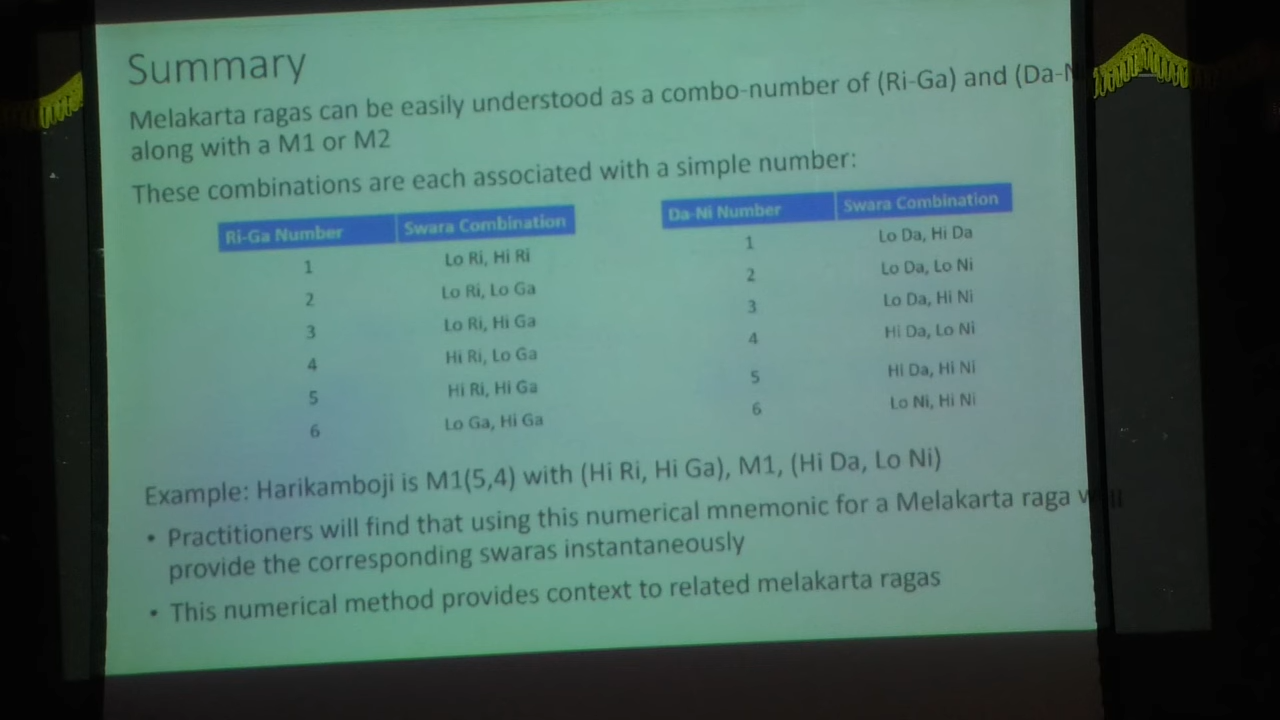 Summary
Melakarta ragas can be easily understood as a combo-number of (Ri-Ga) and (Da-N
along with a M1 or M2
These combinations are each associated with a simple number:
Ri-Ga Number Swara Combination
1 Lo Ri, Hi Ri
2 Lo Ri, Lo Ga
3 Lo Ri, Hi Ga
4 Hi Ri, Lo Ga
5 Hi Ri, Hi Ga
6 Lo Ga, Hi Ga
Da-Ni Number Swara Combination
1 Lo Da, Hi Da
2 Lo Da, Lo Ni
3 Lo Da, Hi Ni
4 Hi Da, Lo Ni
5 Hi Da, Hi Ni
6 Lo Ni, Hi Ni
Example: Harikamboji is M1(5,4) with (Hi Ri, Hi Ga), M1, (Hi Da, Lo Ni)
• Practitioners will find that using this numerical mnemonic for a Melakarta raga will
provide the corresponding swaras instantaneously
• This numerical method provides context to related melakarta ragas